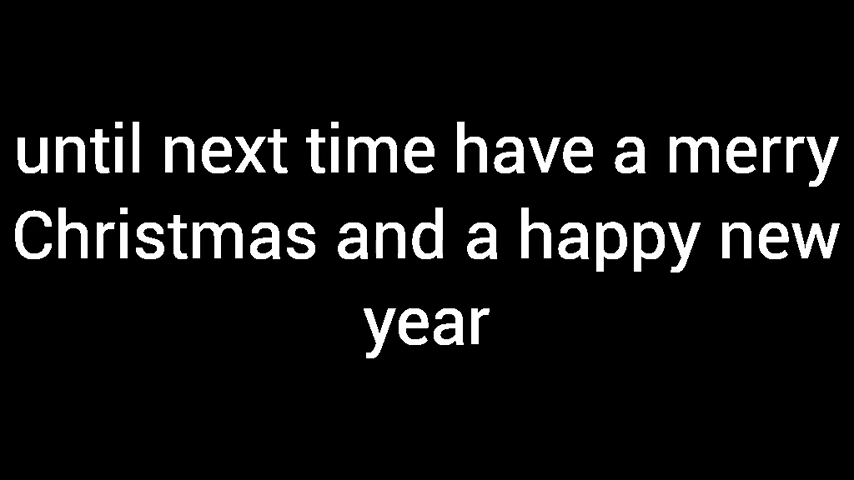 until next time have a merry
Christmas and a happy new
year